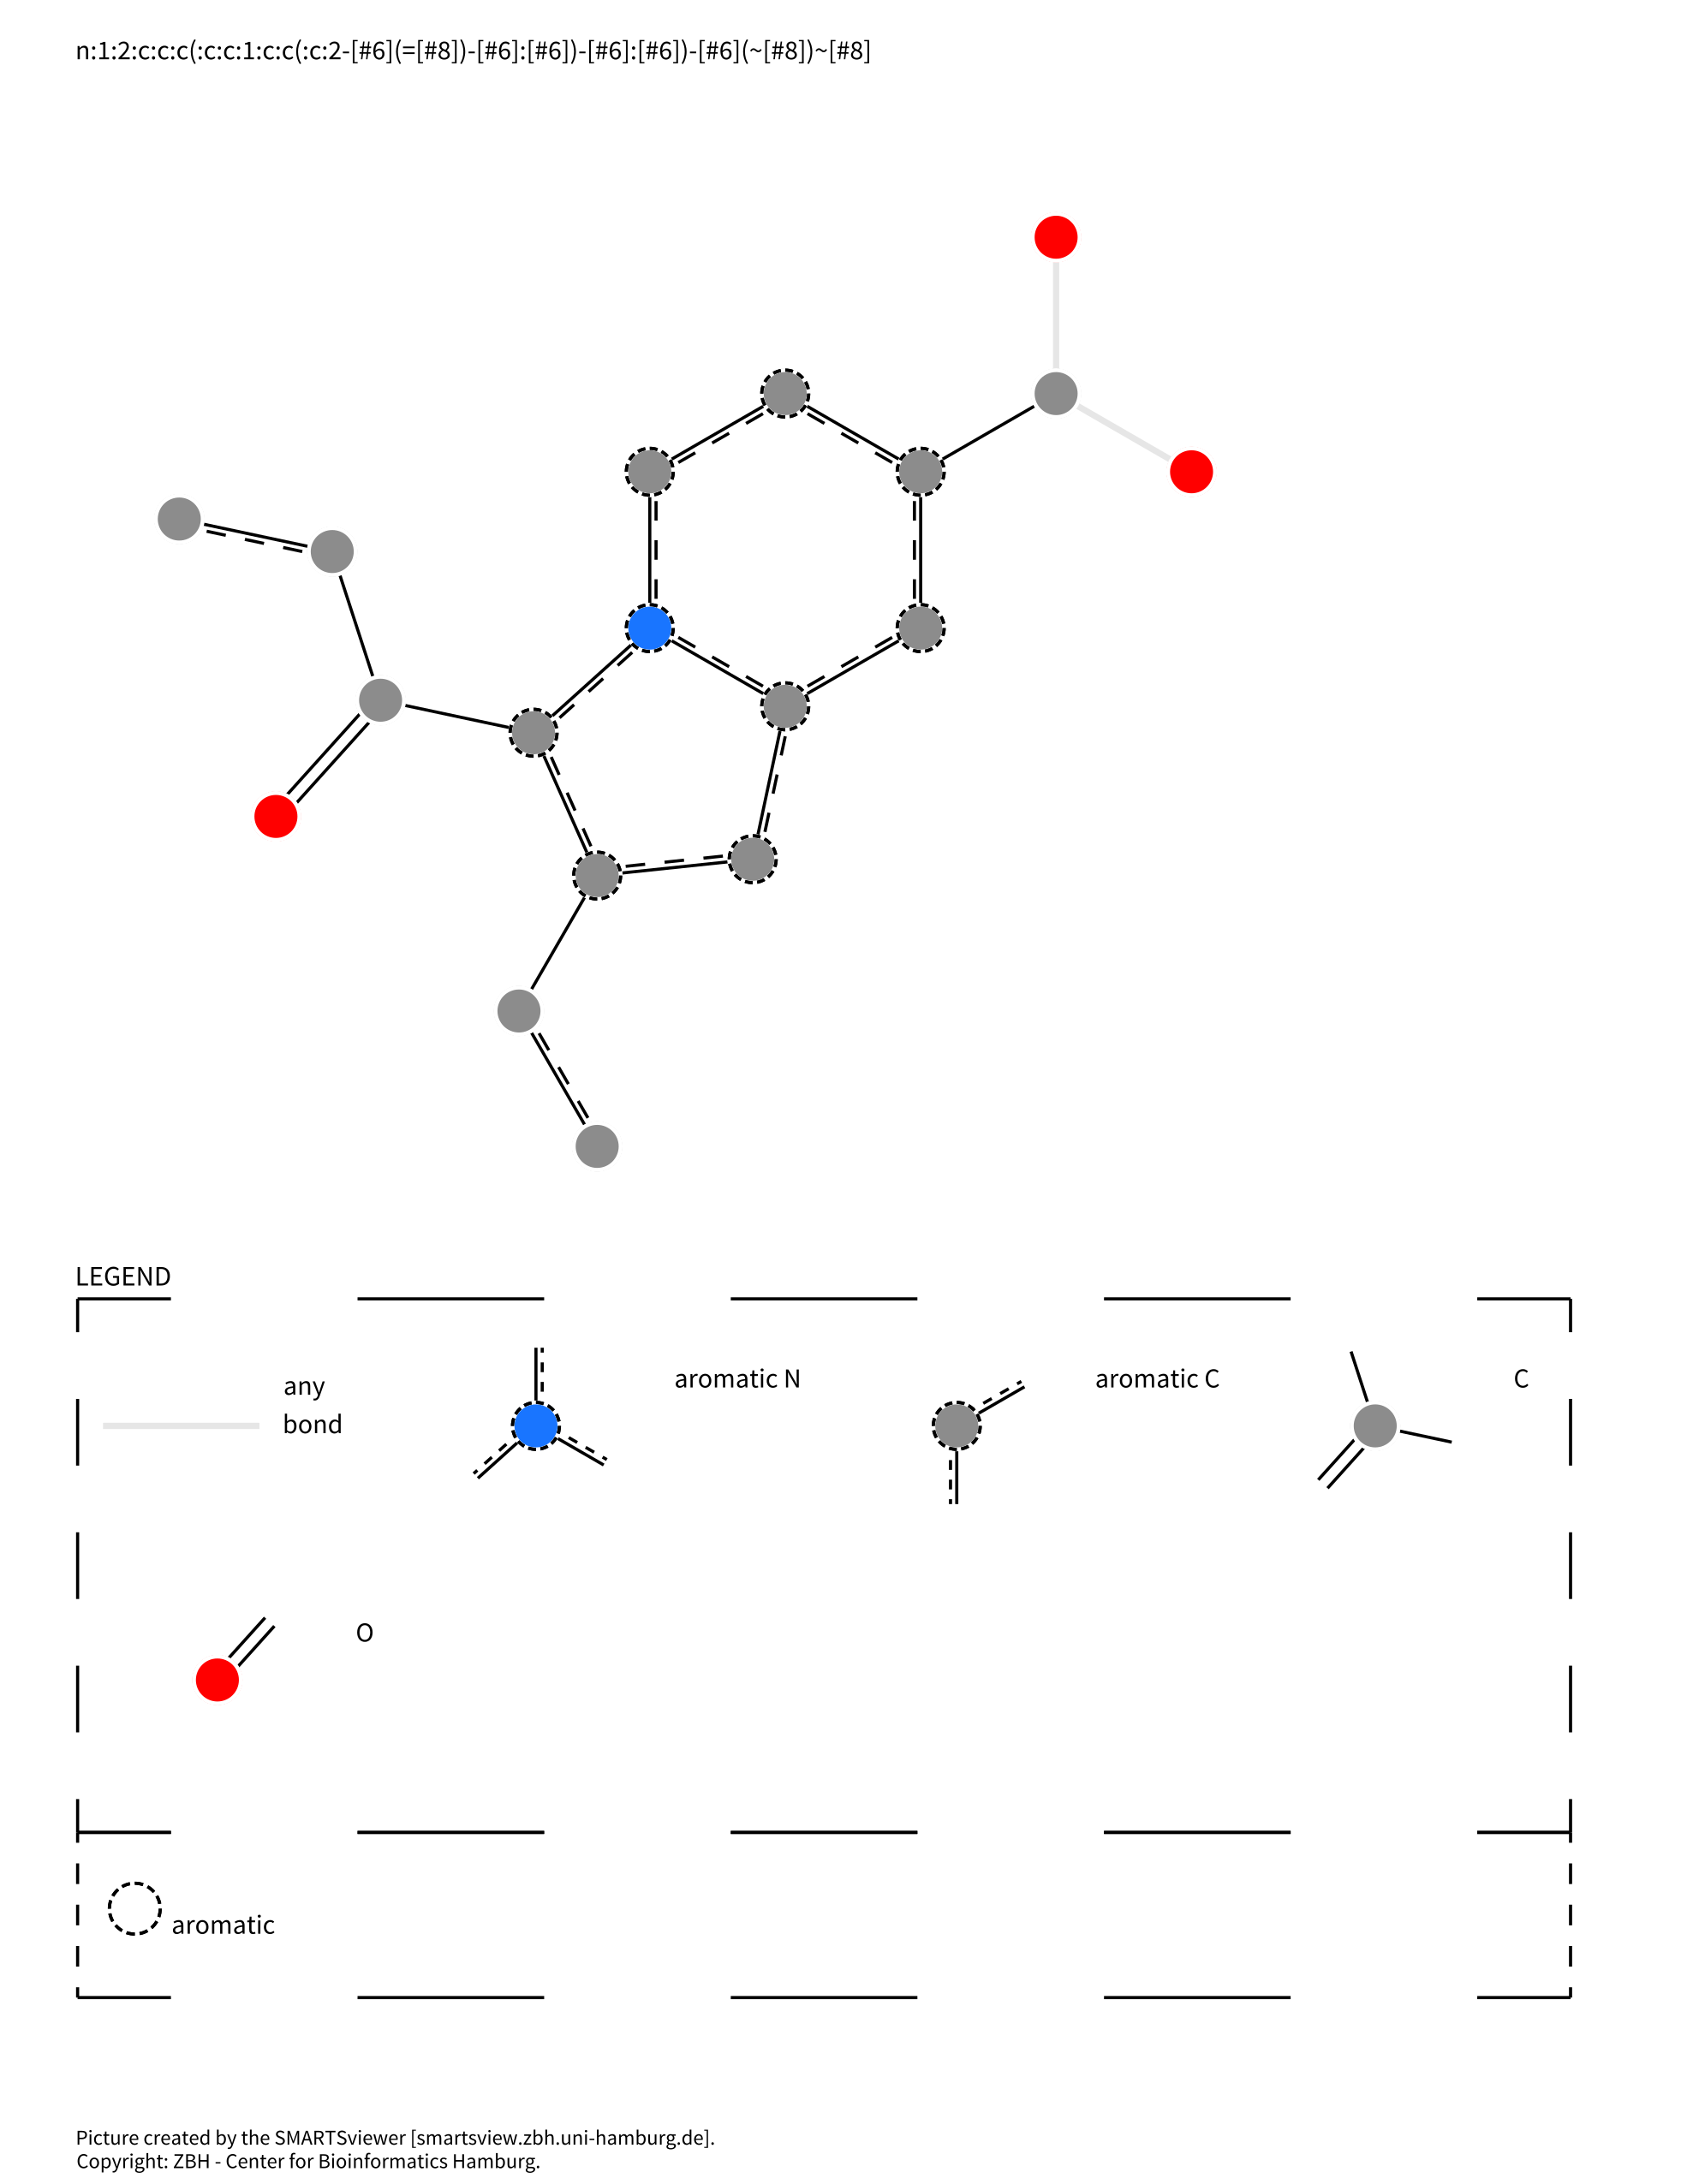 n:1:2:c:c:c(:c:c:1:c:c(:c:2-[#6](=[#8])-[#6]:[#6])-[#6]:[#6])-[#6](~[#8])~[#8]
LEGEND
any
bond
aromatic N
aromatic C
C
O
aromatic
Picture created by the SMARTSviewer [smartsview.zbh.uni-hamburg.de].
Copyright: ZBH - Center for Bioinformatics Hamburg.